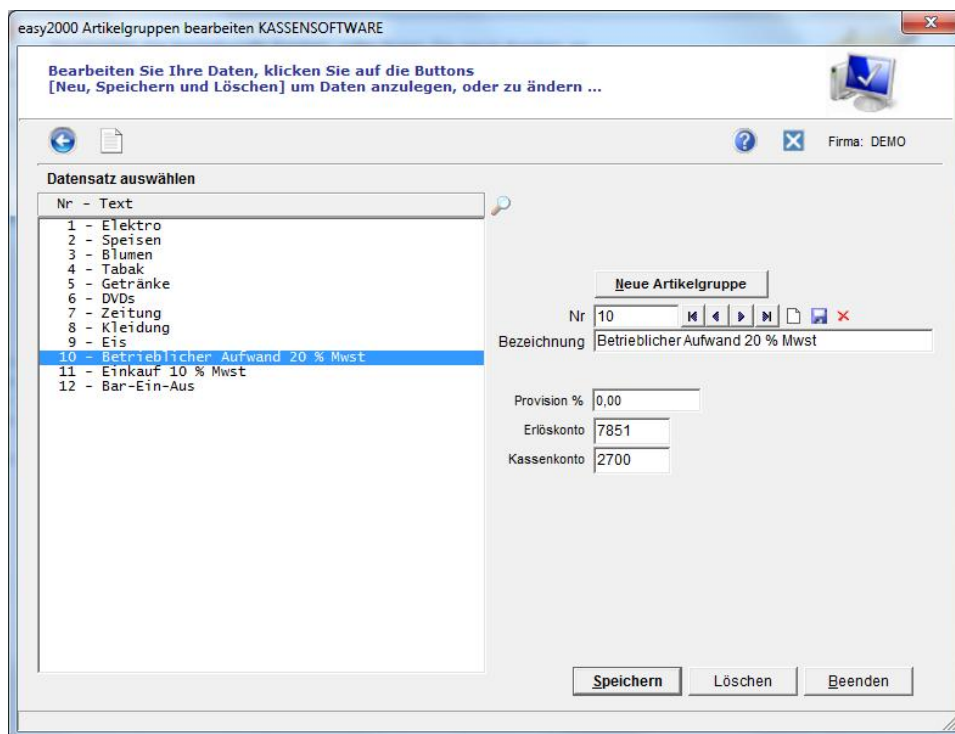 easy2000 Artikelgruppen bearbeiten KASSENSOFTWARE
Bearbeiten Sie Ihre Daten, klicken Sie auf die Buttons
[Neu, Speichern und Löschen] um Daten anzulegen, oder zu ändern ...
Firma: DEMO
Datensatz auswählen
Nr - Text
1 - Elektro
2 - Speisen
3 - Blumen
4 - Tabak
5 - Getränke
6 - DVDs
7 - Zeitung
8 - Kleidung
9 - Eis
10 - Betrieblicher Aufwand 20 % Mwst
11 - Einkauf 10 % Mwst
12 - Bar-Ein-Aus
Neue Artikelgruppe
Nr 10
Bezeichnung Betrieblicher Aufwand 20 % Mwst
Provision % 0,00
Erlöskonto 7851
Kassenkonto 2700
Speichern Löschen Beenden